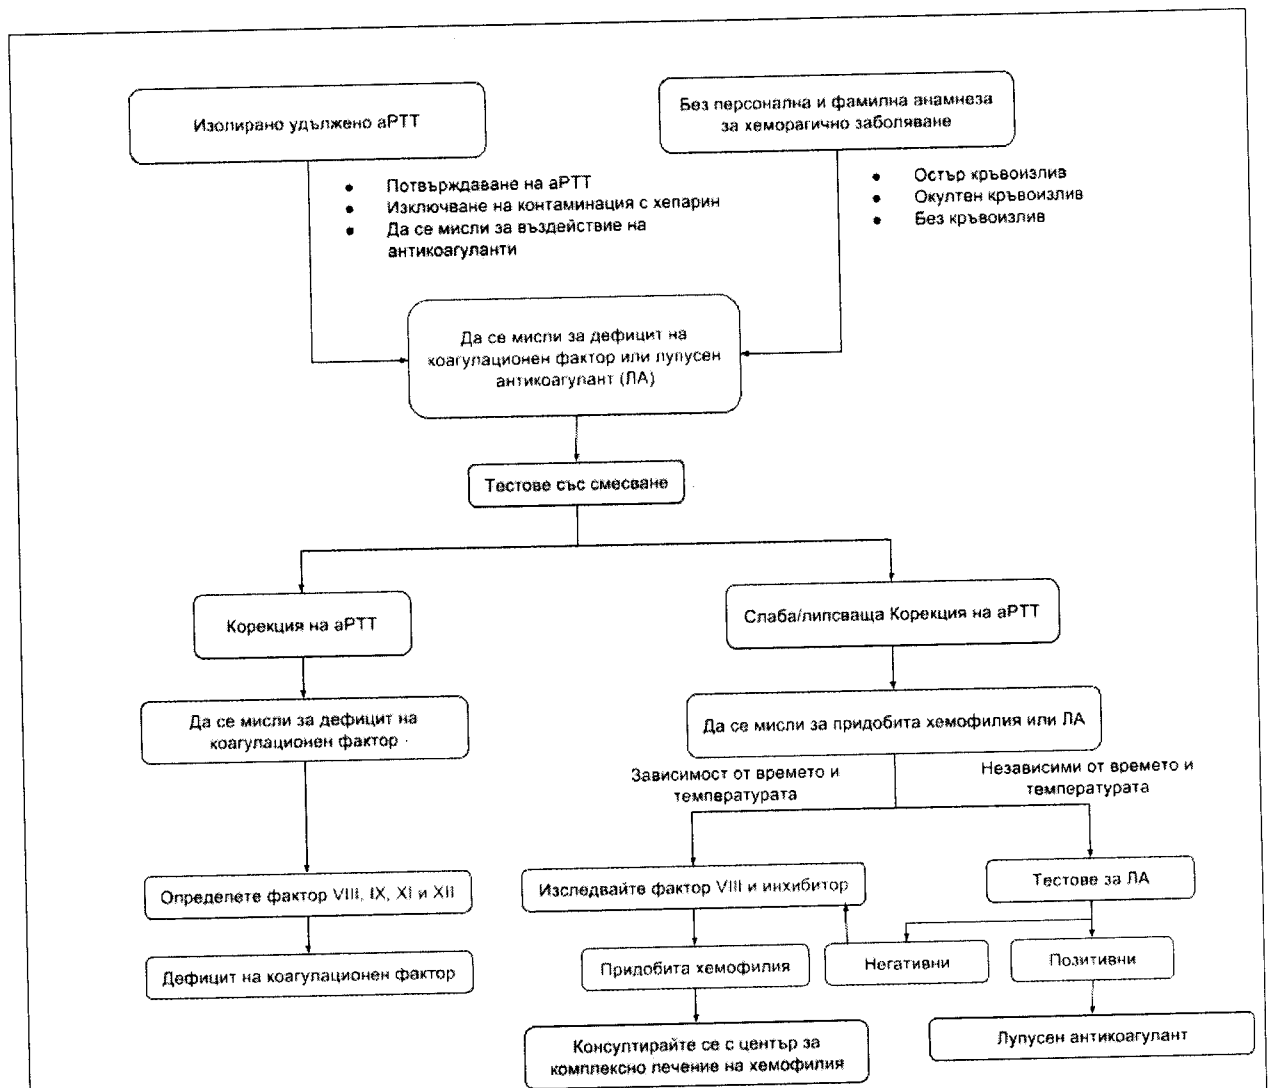 Изолирано удължено аРТТ
Без персонална и фамилна анамнеза
за хеморагично заболяване
● Потвърждаване на аРТТ
● Изключване на контаминация с хепарин
● Да се мисли за въздействие на
антикоагуланти
● Остър кръвоизлив
● Окултен кръвоизлив
● Без кръвоизлив
Да се мисли за дефицит на
коагулационен фактор или лупусен
антикоагулант (ЛА)
Тестове със смесване
Корекция на аРТТ
Слаба/липсваща Корекция на аРТТ
Да се мисли за дефицит на
коагулационен фактор
Да се мисли за придобита хемофилия или ЛА
Зависимост от времето и
температурата
Независими от времето и
температурата
Определете фактор VIII, IX, XI и XII
Изследвайте фактор VIII и инхибитор
Тестове за ЛА
Дефицит на коагулационен фактор
Придобита хемофилия
Негативни
Позитивни
Консултирайте се с център за
комплексно лечение на хемофилия
Лупусен антикоагулант